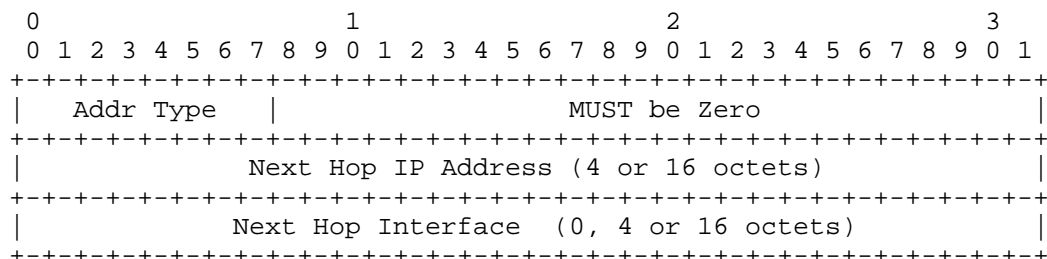 0                   1                   2                   3
 0 1 2 3 4 5 6 7 8 9 0 1 2 3 4 5 6 7 8 9 0 1 2 3 4 5 6 7 8 9 0 1
+-+-+-+-+-+-+-+-+-+-+-+-+-+-+-+-+-+-+-+-+-+-+-+-+-+-+-+-+-+-+-+-+
|   Addr Type   |                  MUST be Zero                 |
+-+-+-+-+-+-+-+-+-+-+-+-+-+-+-+-+-+-+-+-+-+-+-+-+-+-+-+-+-+-+-+-+
|              Next Hop IP Address (4 or 16 octets)             |
+-+-+-+-+-+-+-+-+-+-+-+-+-+-+-+-+-+-+-+-+-+-+-+-+-+-+-+-+-+-+-+-+
|             Next Hop Interface  (0, 4 or 16 octets)           |
+-+-+-+-+-+-+-+-+-+-+-+-+-+-+-+-+-+-+-+-+-+-+-+-+-+-+-+-+-+-+-+-+